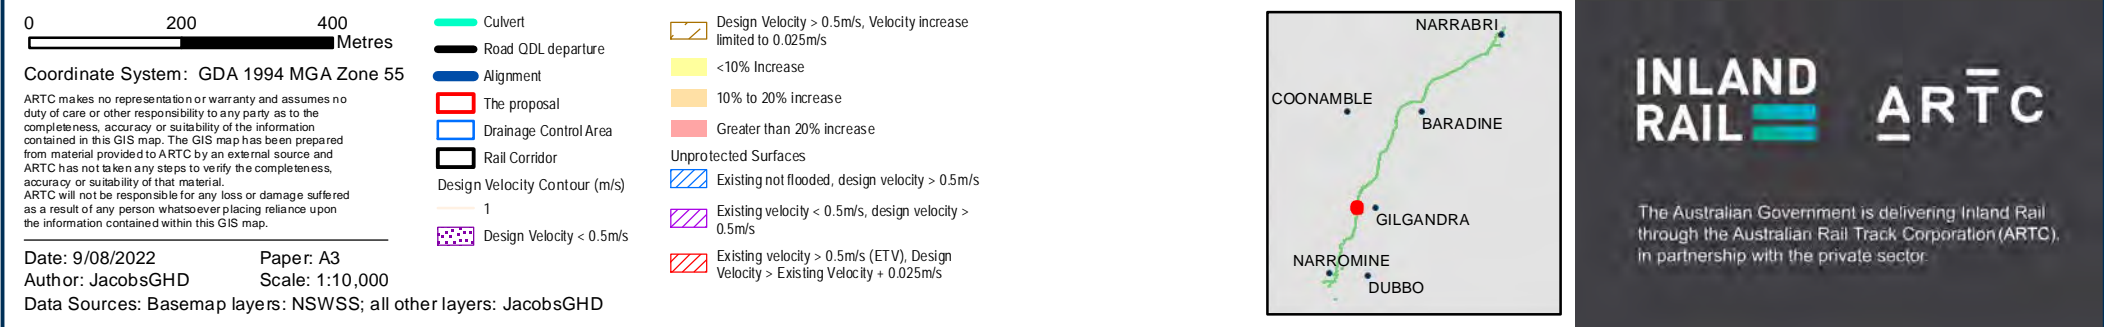 0 200 400
Metres
Coordinate System: GDA 1994 MGA Zone 55
ARTC makes no representation or warranty and assumes no
duty of care or other responsibility to any party as to the
completeness, accuracy or suitability of the information
contained in this GIS map. The GIS map has been prepared
from material provided to ARTC by an external source and
ARTC has not taken any steps to verify the completeness,
accuracy or suitability of that material.
ARTC will not be responsible for any loss or damage suffered
as a result of any person whatsoever placing reliance upon
the information contained within this GIS map.
Date: 9/08/2022 Paper: A3
Author: JacobsGHD Scale: 1:10,000
Data Sources: Basemap layers: NSWSS; all other layers: JacobsGHD
Culvert
Road QDL departure
Alignment
The proposal
Drainage Control Area
Rail Corridor
Design Velocity Contour (m/s)
1
Design Velocity < 0.5m/s
Design Velocity > 0.5m/s, Velocity increase
limited to 0.025m/s
<10% Increase
10% to 20% increase
Greater than 20% increase
Unprotected Surfaces
Existing not flooded, design velocity > 0.5m/s
Existing velocity < 0.5m/s, design velocity >
0.5m/s
Existing velocity > 0.5m/s (ETV), Design
Velocity > Existing Velocity + 0.025m/s
NARRABRI
COONAMBLE
BARADINE
GILGANDRA
NARROMINE
DUBBO
INLAND
RAIL
ARTC
The Australian Government is delivering Inland Rail
through the Australian Rail Track Corporation (ARTC),
in partnership with the private sector.